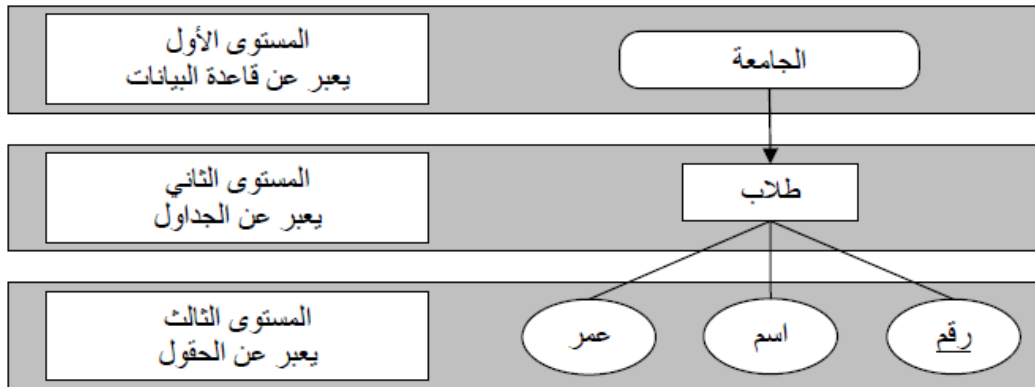 المستوى الأول
يعبر عن قاعدة البيانات
الجامعة
المستوى الثاني
يعبر عن الجداول
طلاب
المستوى الثالث
يعبر عن الحقول
رقم
اسم
عمر